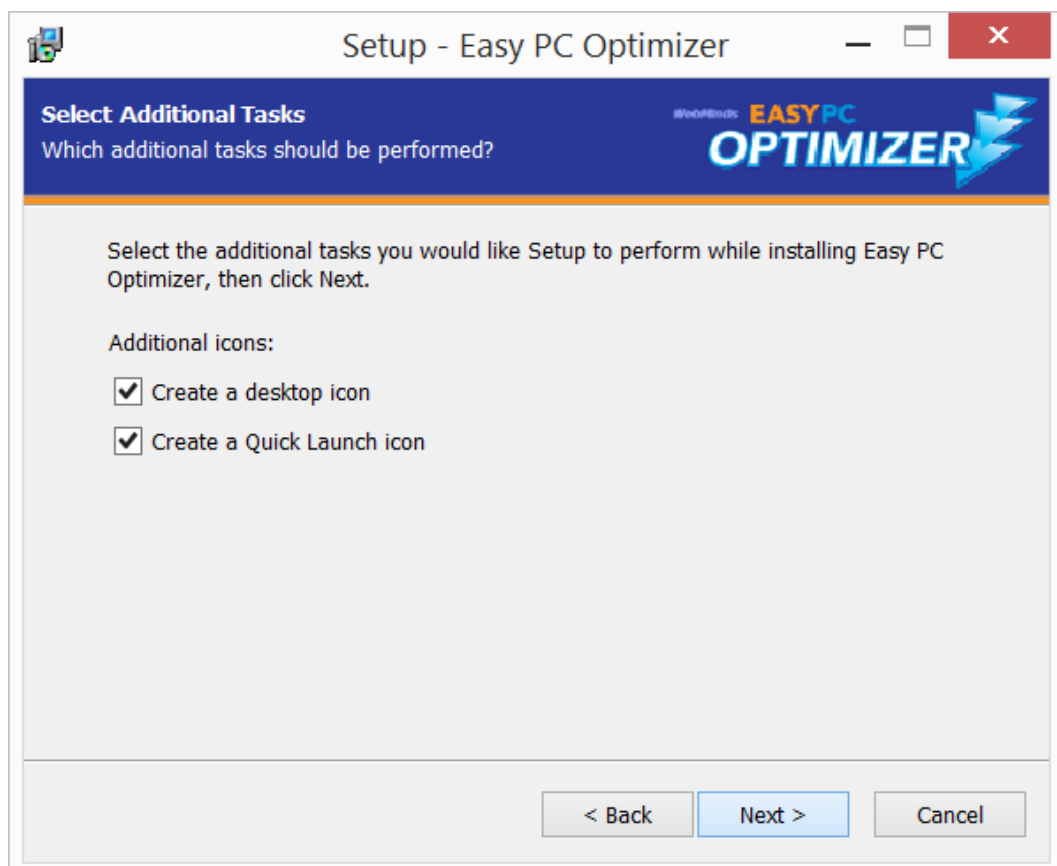 Setup - Easy PC Optimizer
Select Additional Tasks
Which additional tasks should be performed?
WebMinds EASY PC
OPTIMIZER
Select the additional tasks you would like Setup to perform while installing Easy PC
Optimizer, then click Next.
Additional icons:
Create a desktop icon
Create a Quick Launch icon
< Back
Next >
Cancel